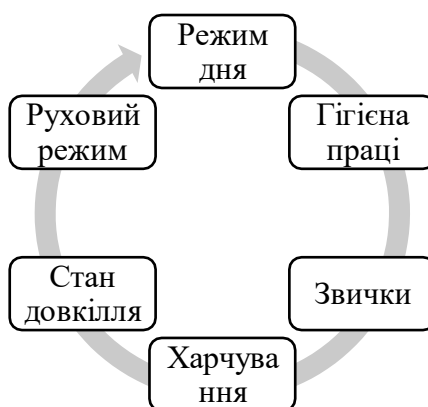 Режим
дня
Гігієна
праці
Звички
Харчува
ння
Стан
довкілля
Руховий
режим